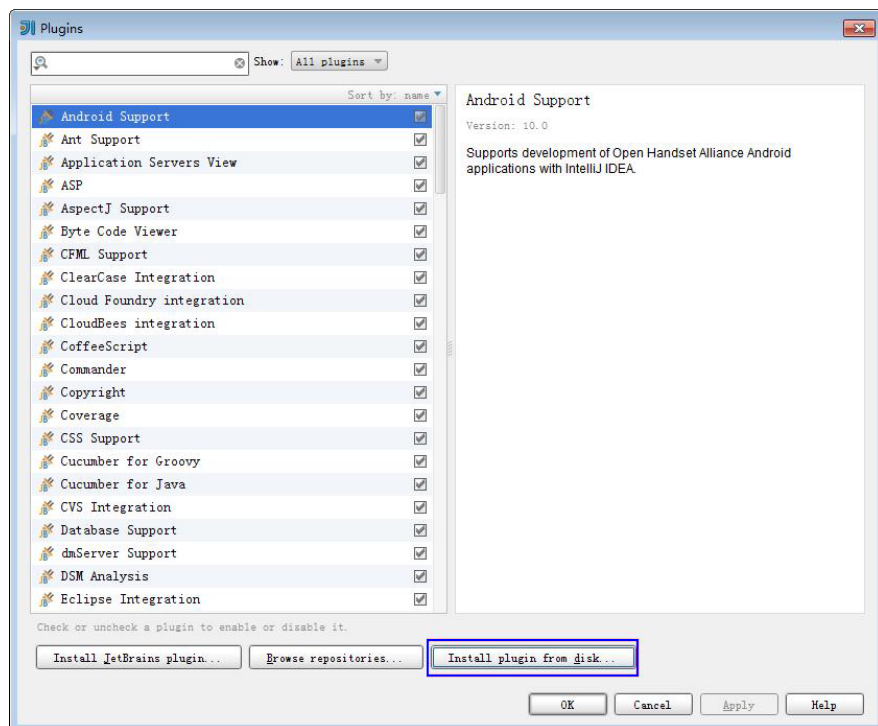 Plugins
Show: All plugins
Sort by: name
Android Support
Ant Support
Application Servers View
ASP
AspectJ Support
Byte Code Viewer
CFML Support
ClearCase Integration
Cloud Foundry integration
CloudBees integration
CoffeeScript
Commander
Copyright
Coverage
CSS Support
Cucumber for Groovy
Cucumber for Java
CVS Integration
Database Support
dmServer Support
DSM Analysis
Eclipse Integration
Android Support
Version: 10.0
Supports development of Open Handset Alliance Android
applications with IntelliJ IDEA.
Check or uncheck a plugin to enable or disable it.
Install JetBrains plugin... Browse repositories... Install plugin from disk...
OK Cancel Apply Help